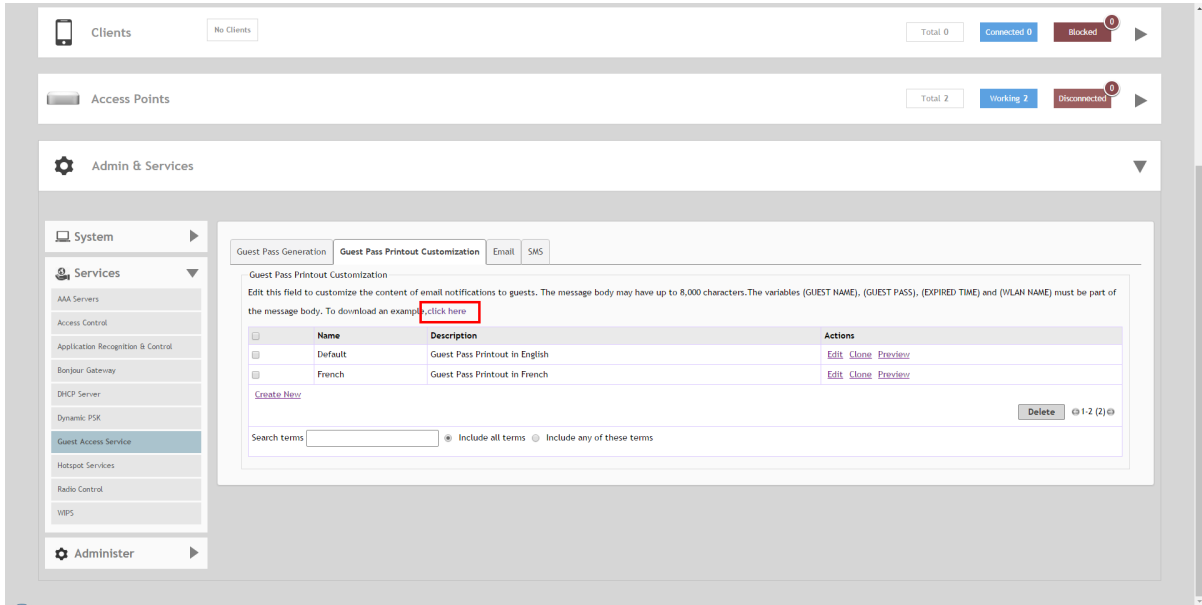 Clients
No Clients
Total 0
Connected 0
Blocked
0
Access Points
Total 2
Working 2
Disconnected
0
Admin & Services
System
Services
AAA Servers
Access Control
Application Recognition & Control
Bonjour Gateway
DHCP Server
Dynamic PSK
Guest Access Service
Hotspot Services
Radio Control
WIPS
Administer
Guest Pass Generation
Guest Pass Printout Customization
Email
SMS
Guest Pass Printout Customization
Edit this field to customize the content of email notifications to guests. The message body may have up to 8,000 characters.The variables {GUEST NAME}, {GUEST PASS}, {EXPIRED TIME} and {WLAN NAME} must be part of
the message body. To download an example,click here
Name Description Actions
Default Guest Pass Printout in English Edit Clone Preview
French Guest Pass Printout in French Edit Clone Preview
Create New
Delete 1-2 (2)
Search terms Include all terms Include any of these terms